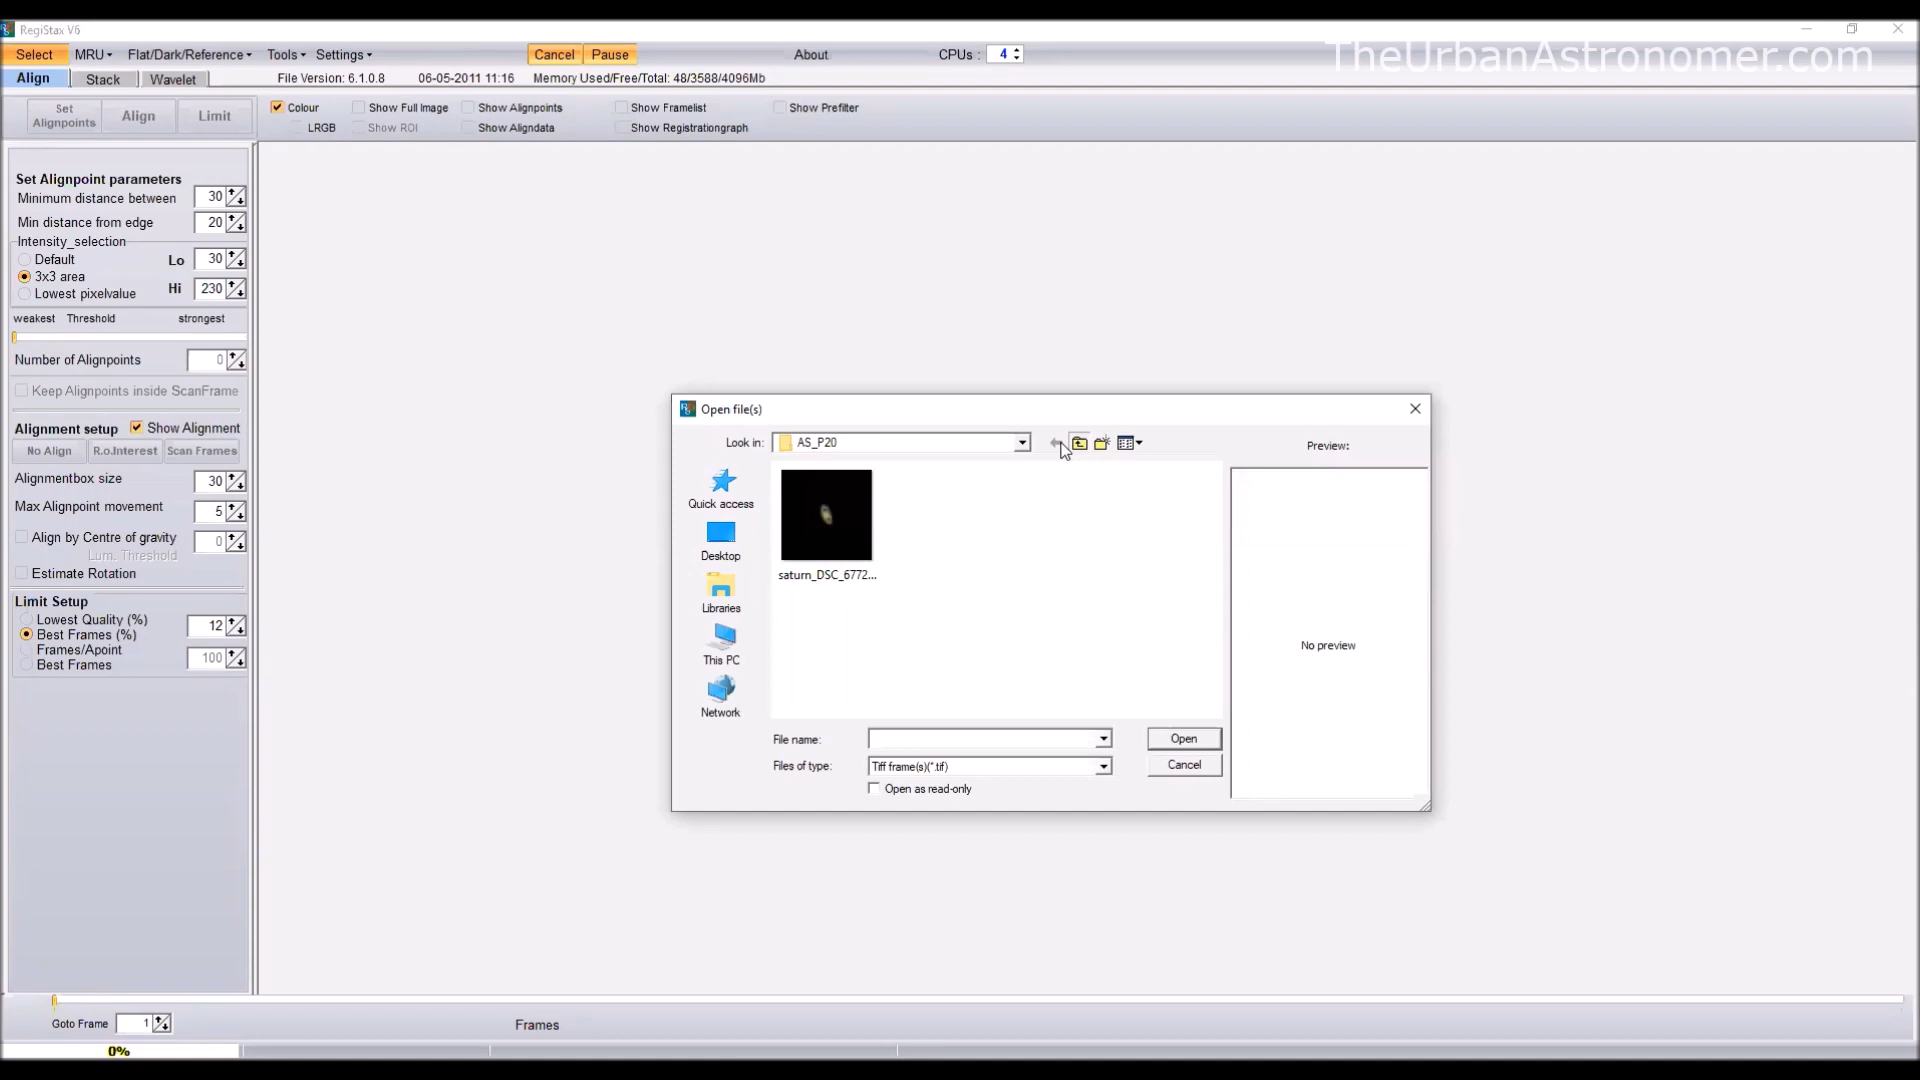 RegiStax V6
TheUrbanAstronomer.com
Select MRU Flat/Dark/Reference Tools Settings Cancel Pause About CPUs : 4
Align Stack Wavelet File Version: 6.1.0.8 06-05-2011 11:16 Memory Used/Free/Total: 48/3588/4096Mb
Set Alignpoints Align Limit
Colour Show Full Image Show Alignpoints Show Framelist Show Prefilter
LRGB Show ROI Show Aligndata Show Registrationgraph
Set Alignpoint parameters
Minimum distance between 30
Min distance from edge 20
Intensity_selection
Default Lo 30
3x3 area
Lowest pixelvalue Hi 230
weakest Threshold strongest
Number of Alignpoints 0
Keep Alignpoints inside ScanFrame
Alignment setup Show Alignment
No Align R.o.Interest Scan Frames
Alignmentbox size 30
Max Alignpoint movement 5
Align by Centre of gravity 0
Lum. Threshold
Estimate Rotation
Limit Setup
Lowest Quality (%) 12
Best Frames (%)
Frames/Apoint 100
Best Frames
Open file(s)
Look in: AS_P20
Preview:
Quick access
Desktop
Libraries
This PC
Network
saturn_DSC_6772...
No preview
File name: Open
Files of type: Tiff frame(s)(*.tif) Cancel
Open as read-only
Goto Frame 1 Frames
0%